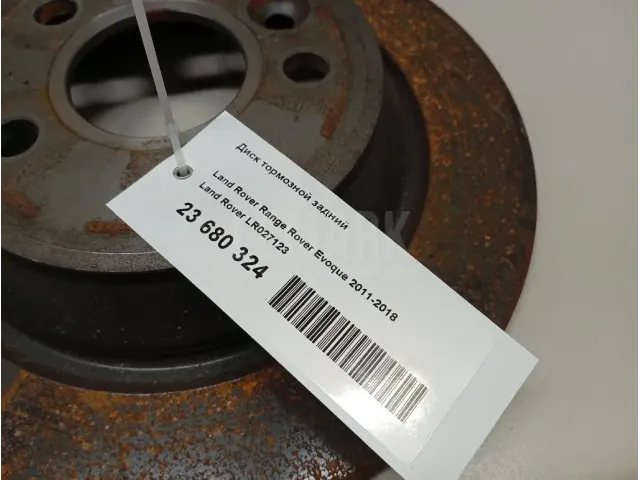 Диск тормозной задний
Land Rover Range Rover Evoque 2011-2018
Land Rover LR027123
23 680 324